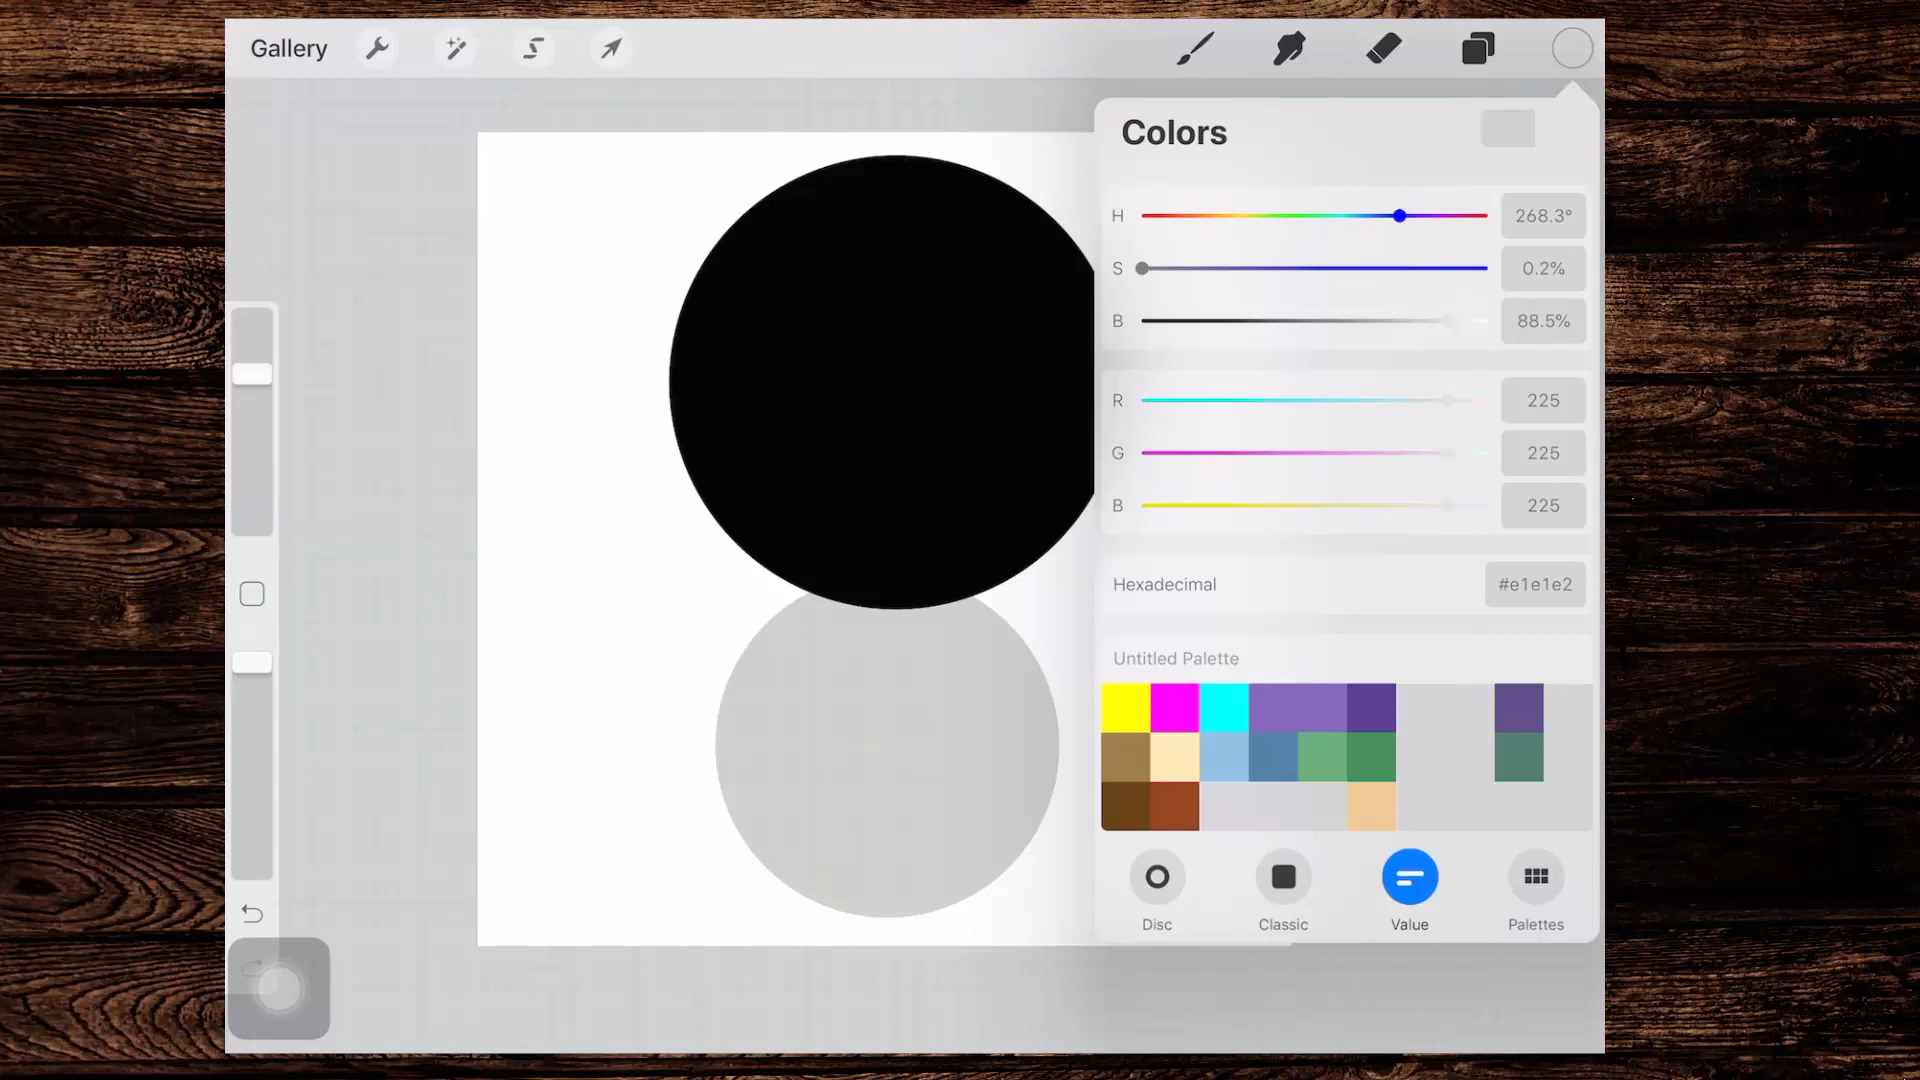 Gallery
Colors
H 268.3°
S 0.2%
B 88.5%
R 225
G 225
B 225
Hexadecimal #e1e1e2
Untitled Palette
Disc Classic Value Palettes